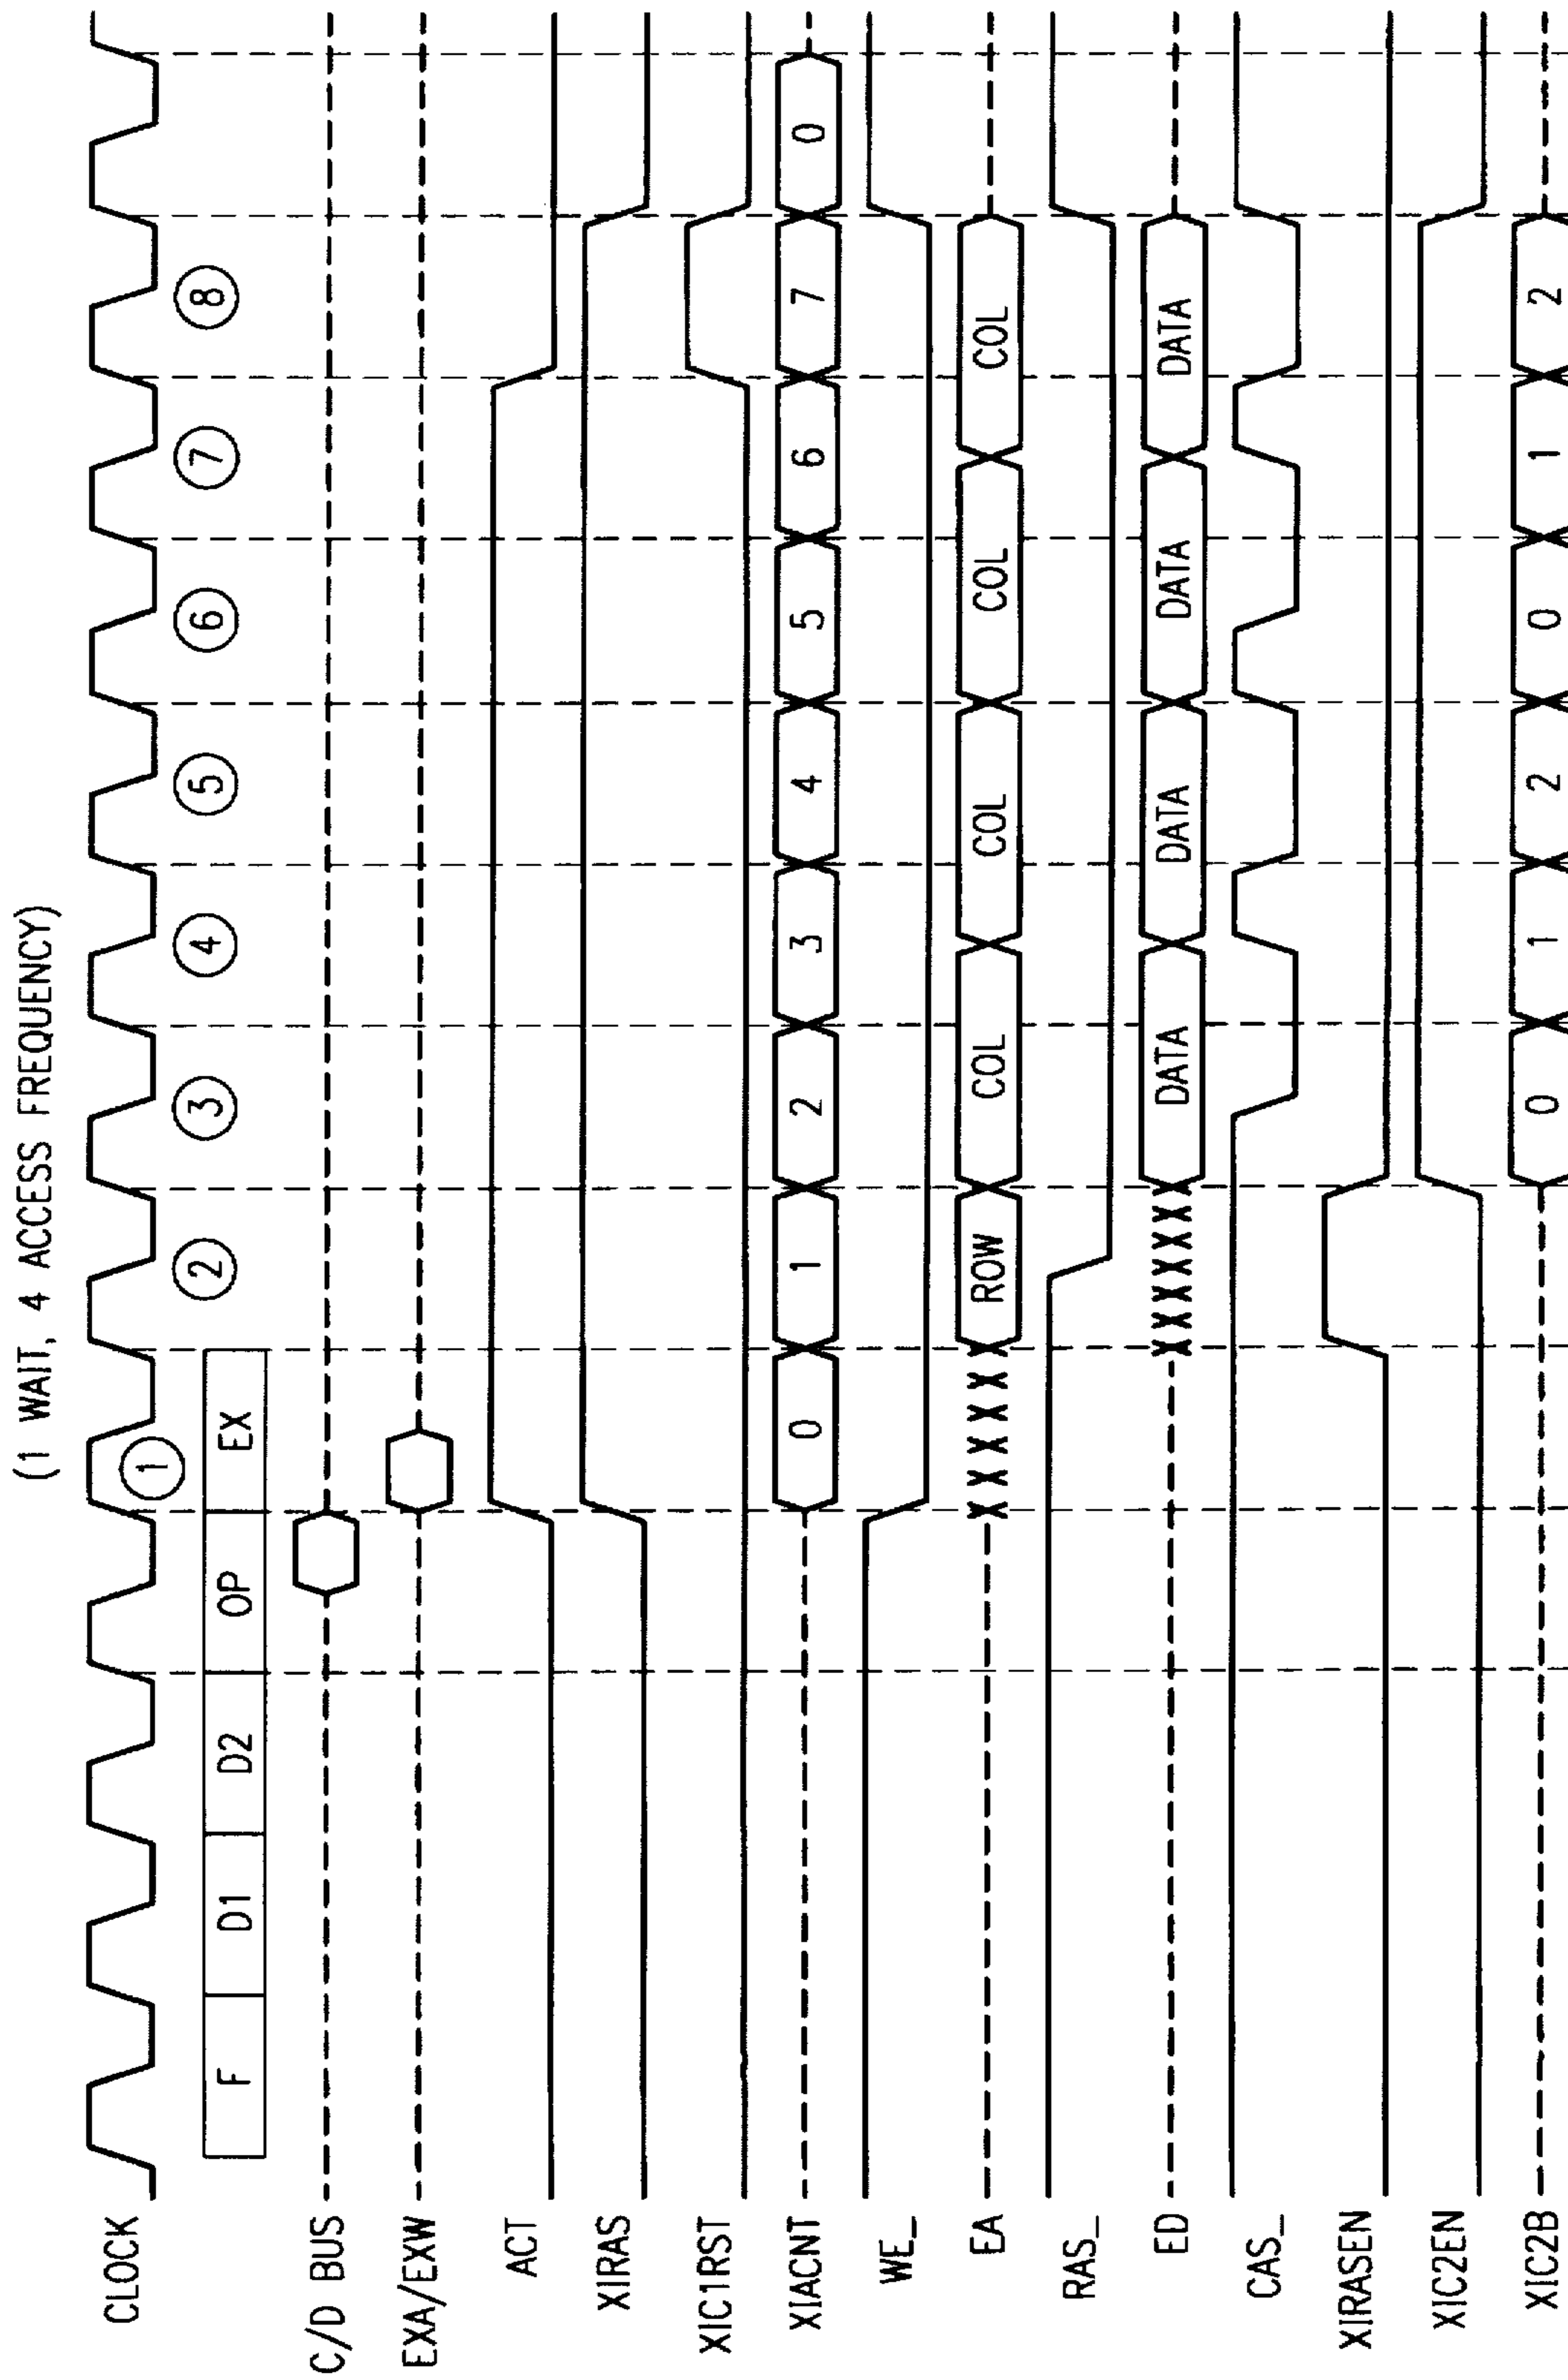 (1 WAIT, 4 ACCESS FREQUENCY)
CLOCK
1 2 3 4 5 6 7 8
F D1 D2 OP EX
C/D BUS
EXA/EXW
ACT
XIRAS
XIC1RST
XIACNT 0 1 2 3 4 5 6 7 0
WE_
EA X X X X X ROW COL COL COL COL COL
RAS_
ED XXXXXX DATA DATA DATA DATA DATA
CAS_
XIRASEN
XIC2EN
XIC2B 0 1 2 0 1 2